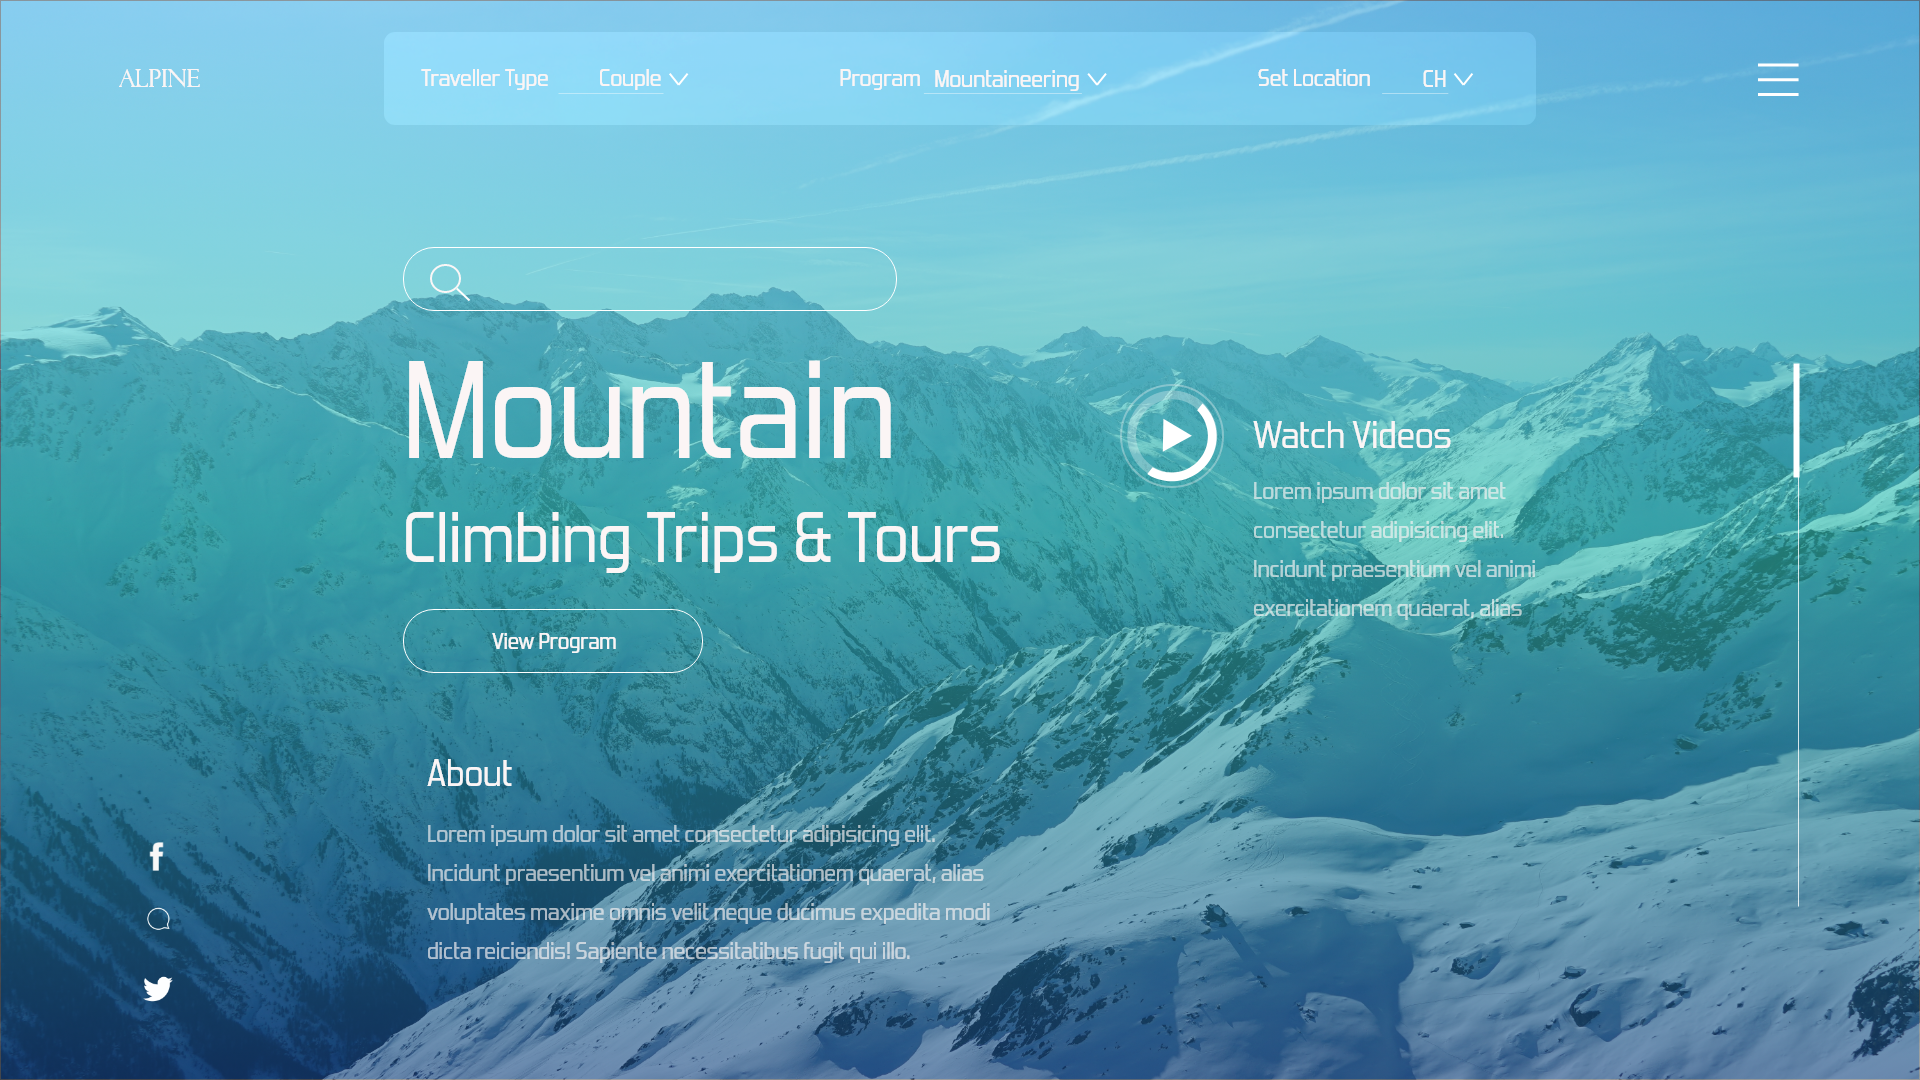 ALPINE
Traveller Type Couple
Program Mountaineering
Set Location CH
Mountain
Climbing Trips & Tours
View Program
Watch Videos
Lorem ipsum dolor sit amet
consectetur adipisicing elit.
Incidunt praesentium vel animi
exercitationem quaerat, alias
About
Lorem ipsum dolor sit amet consectetur adipisicing elit.
Incidunt praesentium vel animi exercitationem quaerat, alias
voluptates maxime omnis velit neque ducimus expedita modi
dicta reiciendis! Sapiente necessitatibus fugit qui illo.